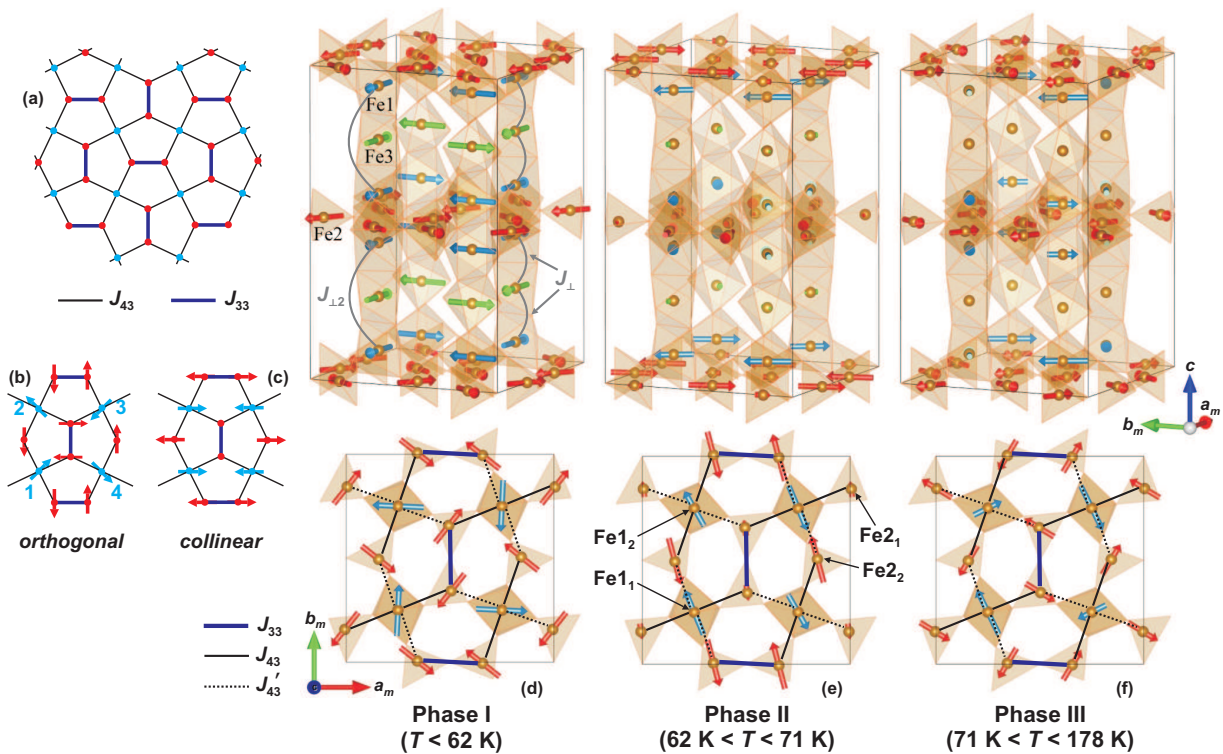 (a)
J43 J33
(b) (c)
2 3
1 4
orthogonal collinear
J33
J43
J43′
bm
am
Fe1
Fe3
Fe2
J⊥2
J⊥
c
am
bm
Fe12
Fe11
Fe21
Fe22
(d) (e) (f)
Phase I
(T < 62 K)
Phase II
(62 K < T < 71 K)
Phase III
(71 K < T < 178 K)